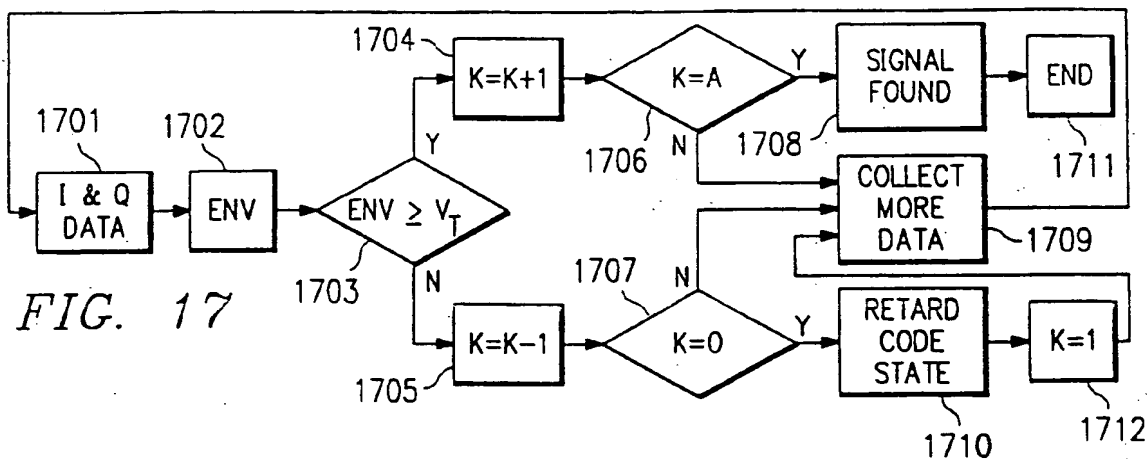 1704
K=K+1
K=A
Y
SIGNAL
FOUND
END
1701
1702
1706
1708
1711
I & Q
DATA
ENV
Y
ENV ≥ V_T
N
COLLECT
MORE
DATA
1709
1703
N
1707
N
FIG. 17
K=K-1
K=0
Y
RETARD
CODE
STATE
K=1
1705
1710
1712